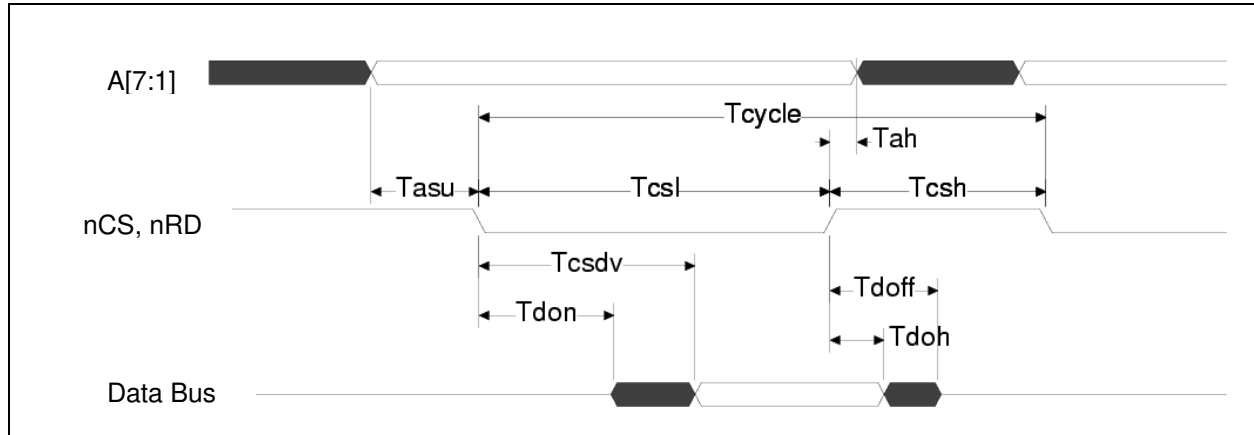 A[7:1]
Tcycle
Tah
Tasu
Tcsl
Tcsh
nCS, nRD
Tcsdv
Tdoff
Tdon
Tdoh
Data Bus